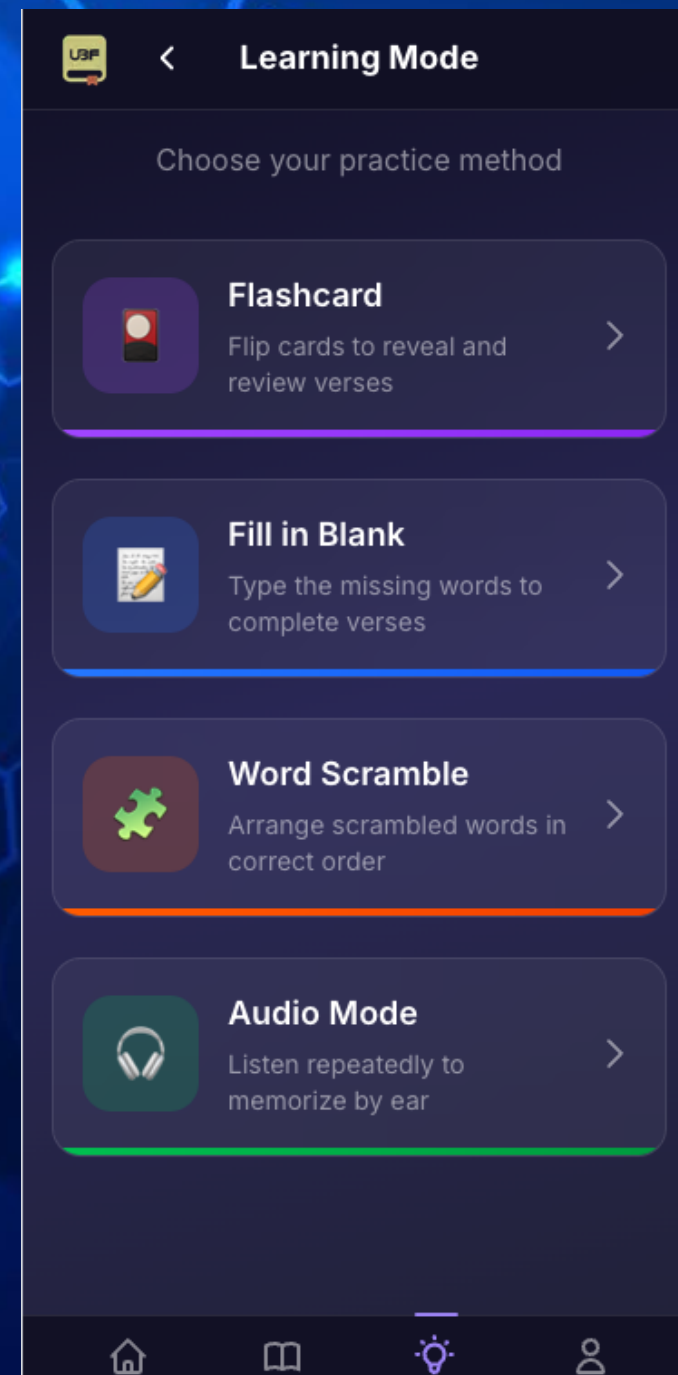 UBF
Learning Mode
Choose your practice method
Flashcard
Flip cards to reveal and
review verses
Fill in Blank
Type the missing words to
complete verses
Word Scramble
Arrange scrambled words in
correct order
Audio Mode
Listen repeatedly to
memorize by ear